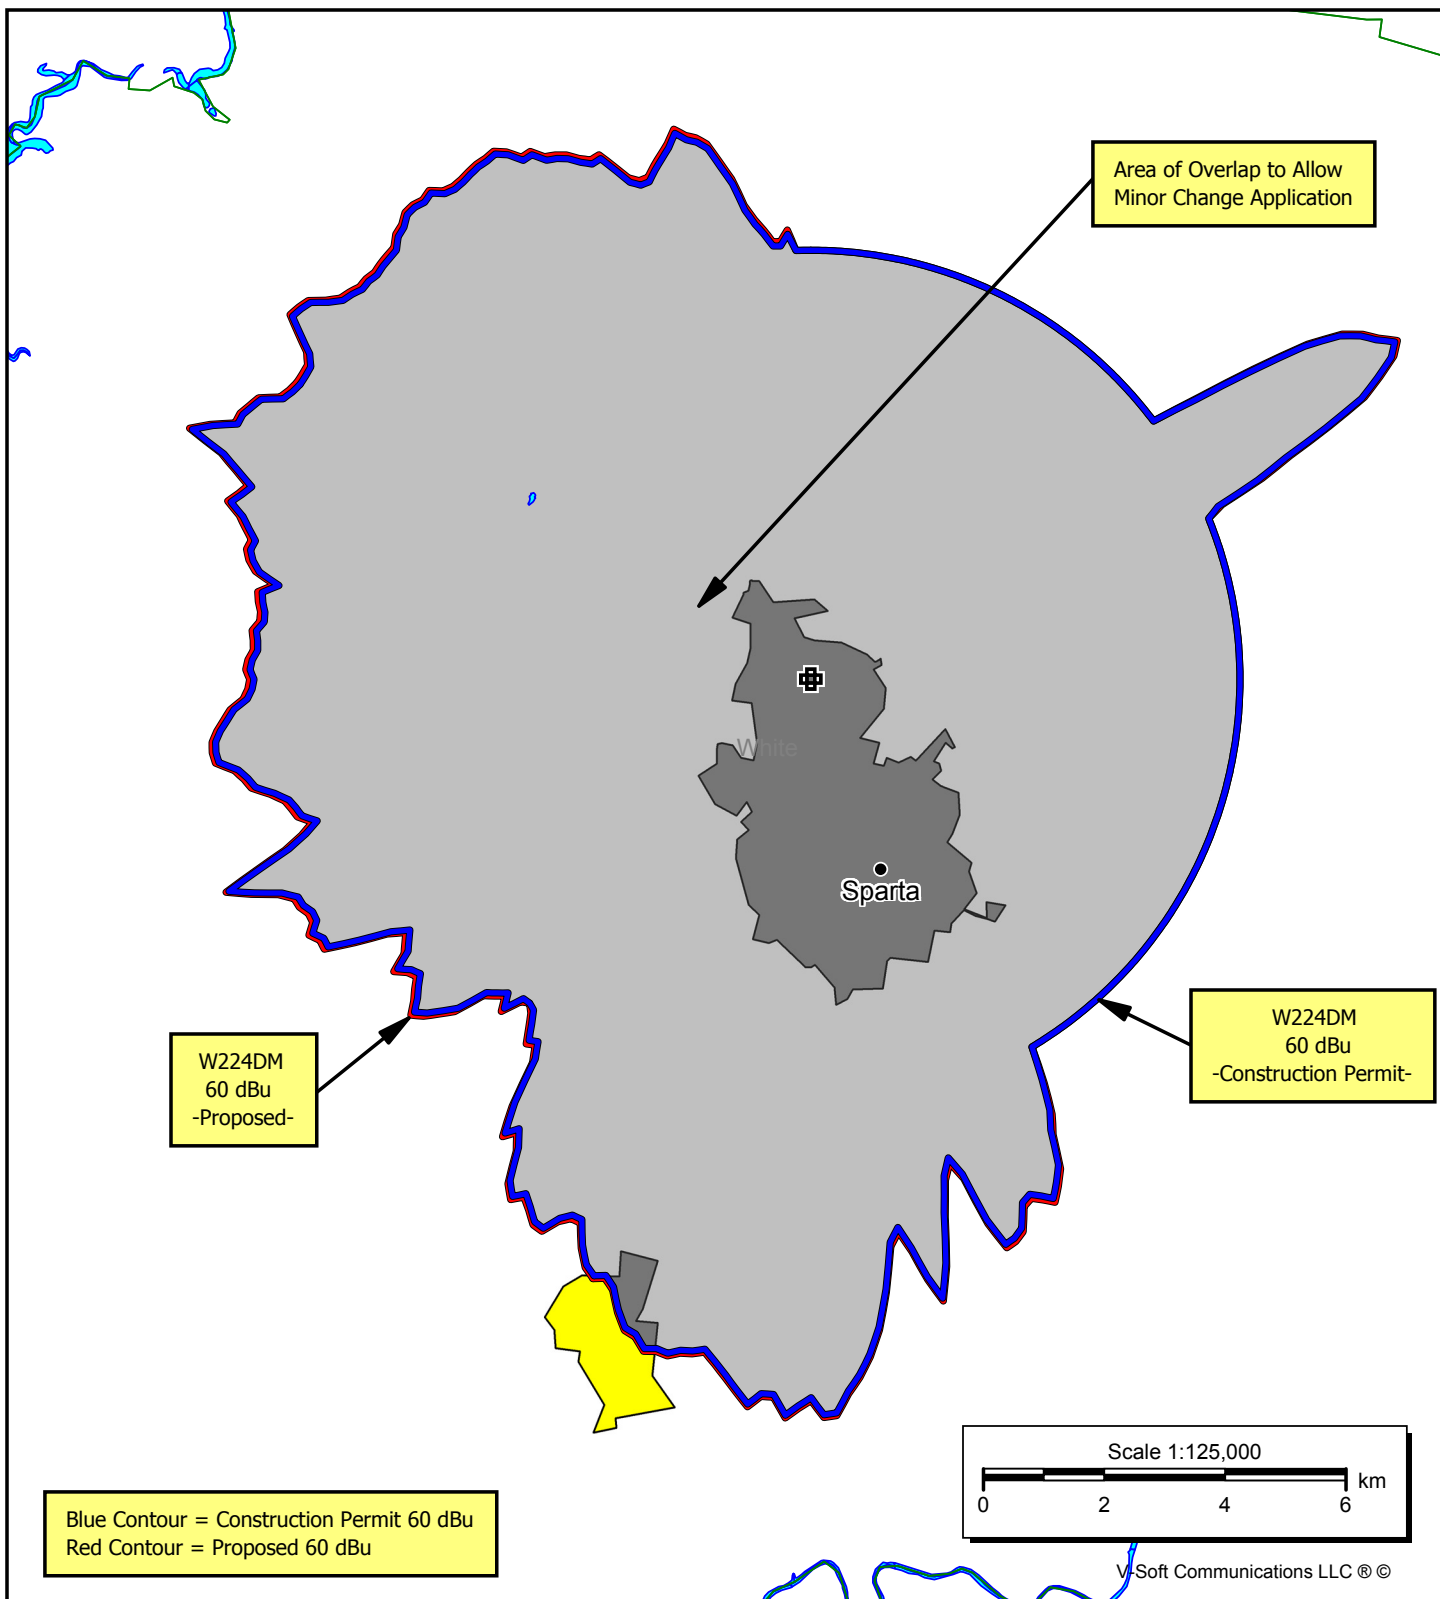 Area of Overlap to Allow
Minor Change Application
White
Sparta
W224DM
60 dBu
-Proposed-
W224DM
60 dBu
-Construction Permit-
Scale 1:125,000
km
0 2 4 6
Blue Contour = Construction Permit 60 dBu
Red Contour = Proposed 60 dBu
V-Soft Communications LLC ® ©